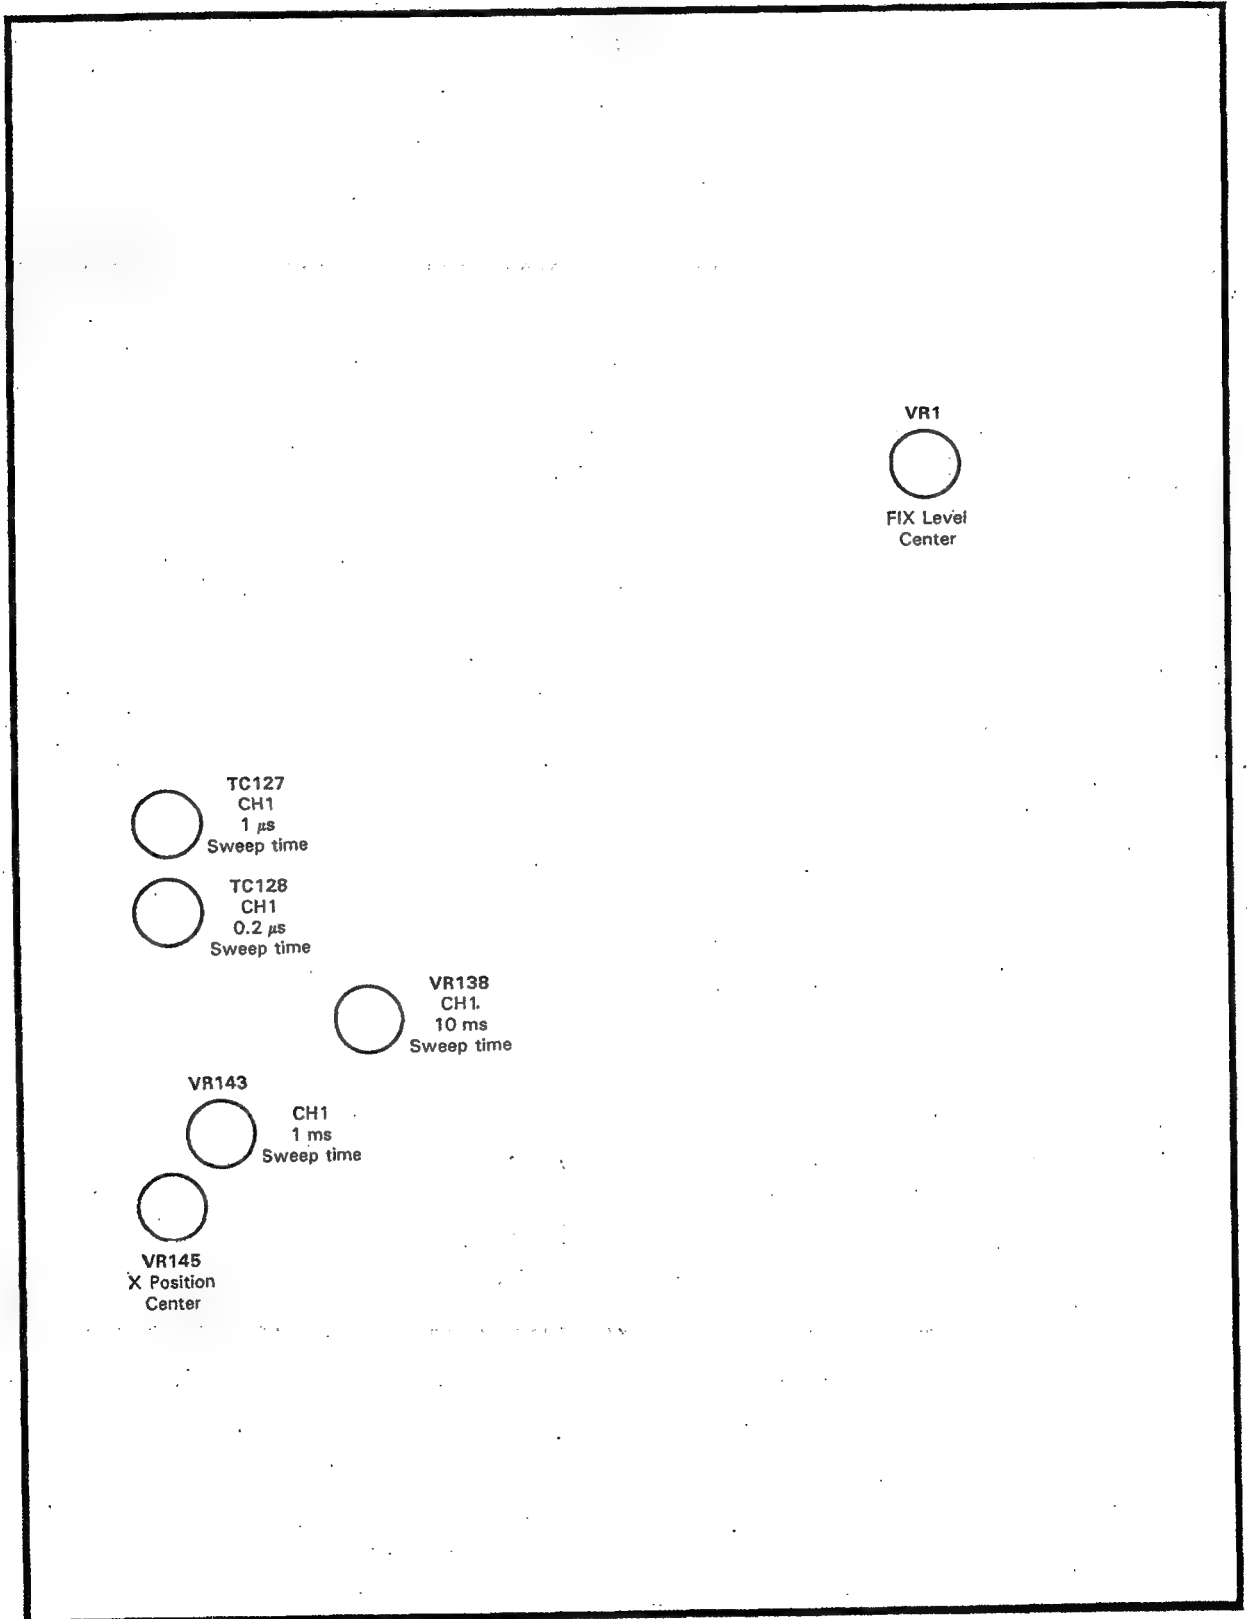 VR1
FIX Level
Center
TC127
CH1
1 μs
Sweep time
TC128
CH1
0.2 μs
Sweep time
VR138
CH1.
10 ms
Sweep time
VR143
CH1
1 ms
Sweep time
VR145
X Position
Center